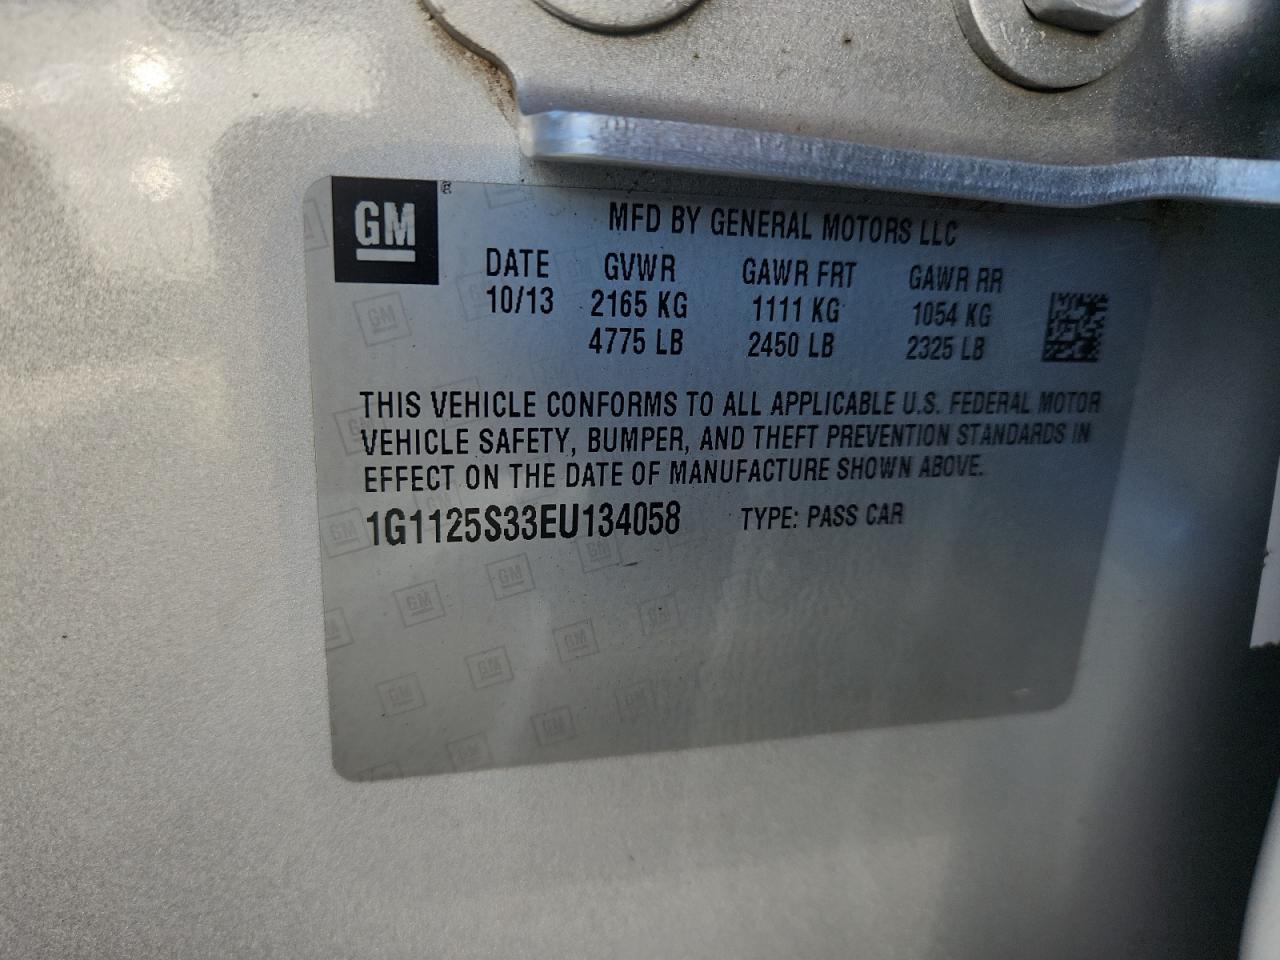 GM®
MFD BY GENERAL MOTORS LLC
DATE GVWR GAWR FRT GAWR RR
10/13 2165 KG 1111 KG 1054 KG
4775 LB 2450 LB 2325 LB
THIS VEHICLE CONFORMS TO ALL APPLICABLE U.S. FEDERAL MOTOR
VEHICLE SAFETY, BUMPER, AND THEFT PREVENTION STANDARDS IN
EFFECT ON THE DATE OF MANUFACTURE SHOWN ABOVE.
1G1125S33EU134058 TYPE: PASS CAR